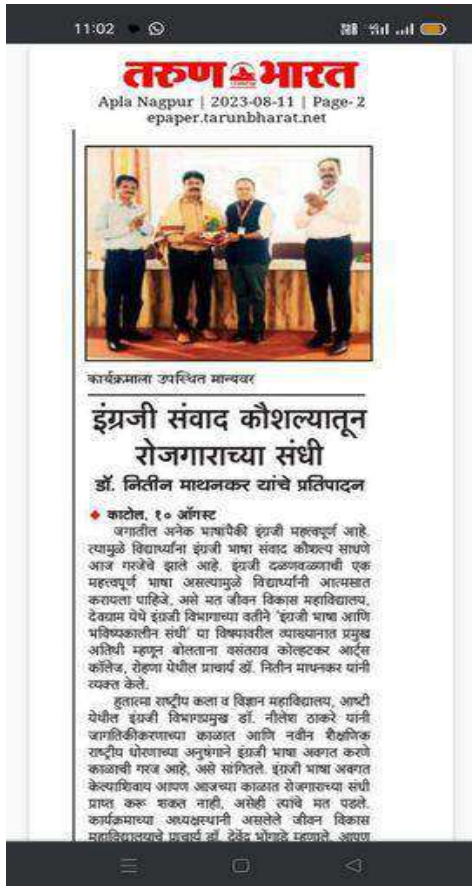 11:02
तरुण भारत
Apla Nagpur | 2023-08-11 | Page- 2
epaper.tarunbharat.net
कार्यक्रमाला उपस्थित मान्यवर
इंग्रजी संवाद कौशल्यातून
रोजगाराच्या संधी
डॉ. नितीन माथनकर यांचे प्रतिपादन
काटोल, १० ऑगस्ट
जगातील अनेक भाषापैकी इंग्रजी महत्वपूर्ण आहे.
त्यामुळे विद्यार्थ्यांना इंग्रजी भाषा संवाद कौशल्य साधणे
आज गरजेचे झाले आहे. इंग्रजी दळणवळणाची एक
महत्त्वपूर्ण भाषा असल्यामुळे विद्यार्थ्यांनी आत्मसात
करायला पाहिजे, असे मत जीवन विकास महाविद्यालय,
देवग्राम येथे इंग्रजी विभागाच्या वतीने 'इंग्रजी भाषा आणि
भविष्यकालीन संधी' या विषयावरील व्याख्यानात प्रमुख
अतिथी म्हणून बोलताना वसंतराव कोल्हटकर आर्ट्स
कॉलेज, रोहणा येथील प्राचार्य डॉ. नितीन माथनकर यांनी
व्यक्त केले.
हुतात्मा राष्ट्रीय कला व विज्ञान महाविद्यालय, आष्टी
येथील इंग्रजी विभागप्रमुख डॉ. नीलेश ठाकरे यांनी
जागतिकीकरणाच्या काळात आणि नवीन शैक्षणिक
राष्ट्रीय धोरणाच्या अनुषंगाने इंग्रजी भाषा अवगत करणे
काळाची गरज आहे, असे सांगितले. इंग्रजी भाषा अवगत
केल्याशिवाय आपण आजच्या काळात रोजगाराच्या संधी
प्राप्त करू शकत नाही, असेही त्यांचे मत पडले.
कार्यक्रमाच्या अध्यक्षस्थानी असलेले जीवन विकास
महाविद्यालयाचे प्राचार्य डॉ. देवेंद्र भोंगाडे म्हणाले, आपण